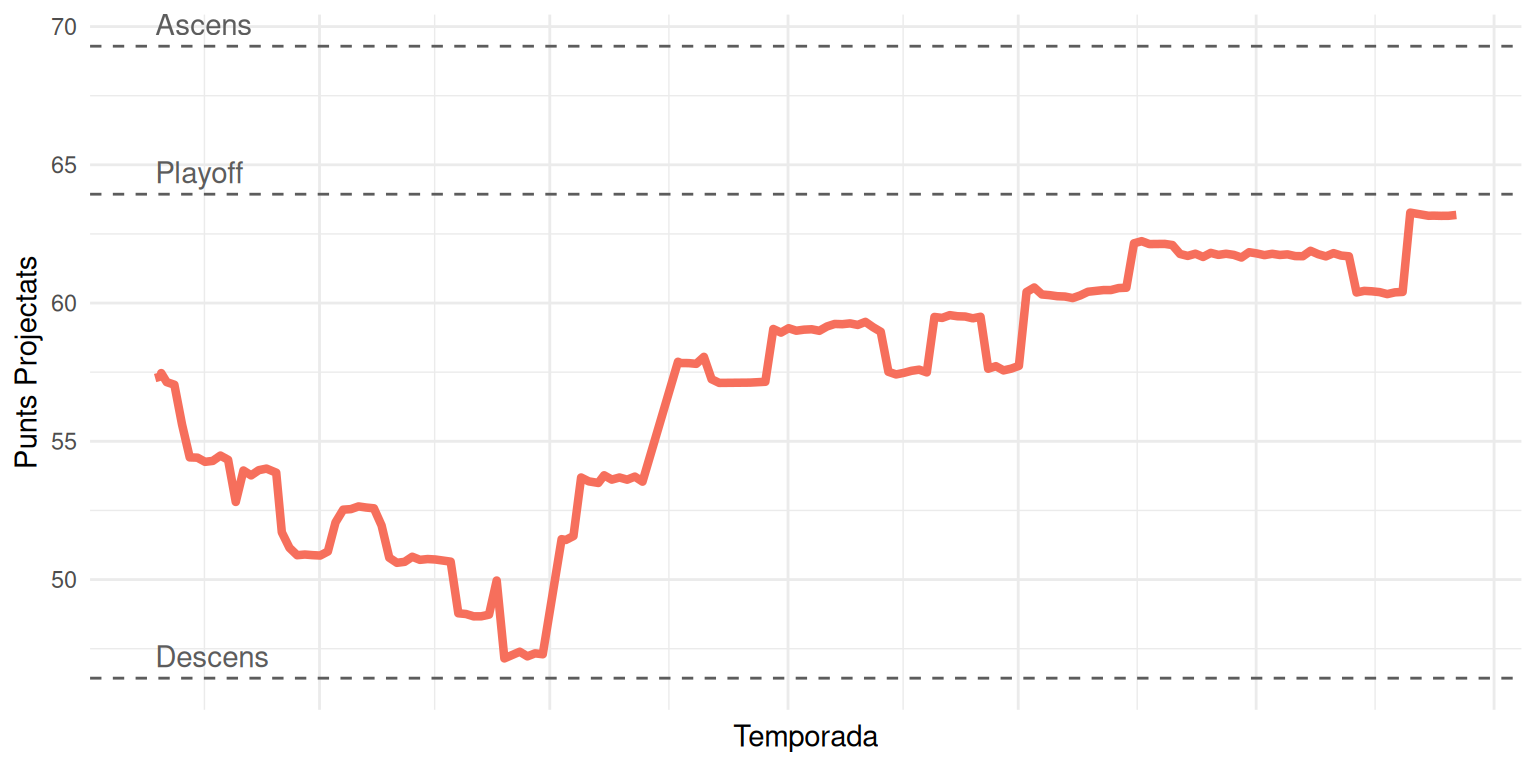 70
Ascens
65
Playoff
60
55
50
Descens
Punts Projectats
Temporada